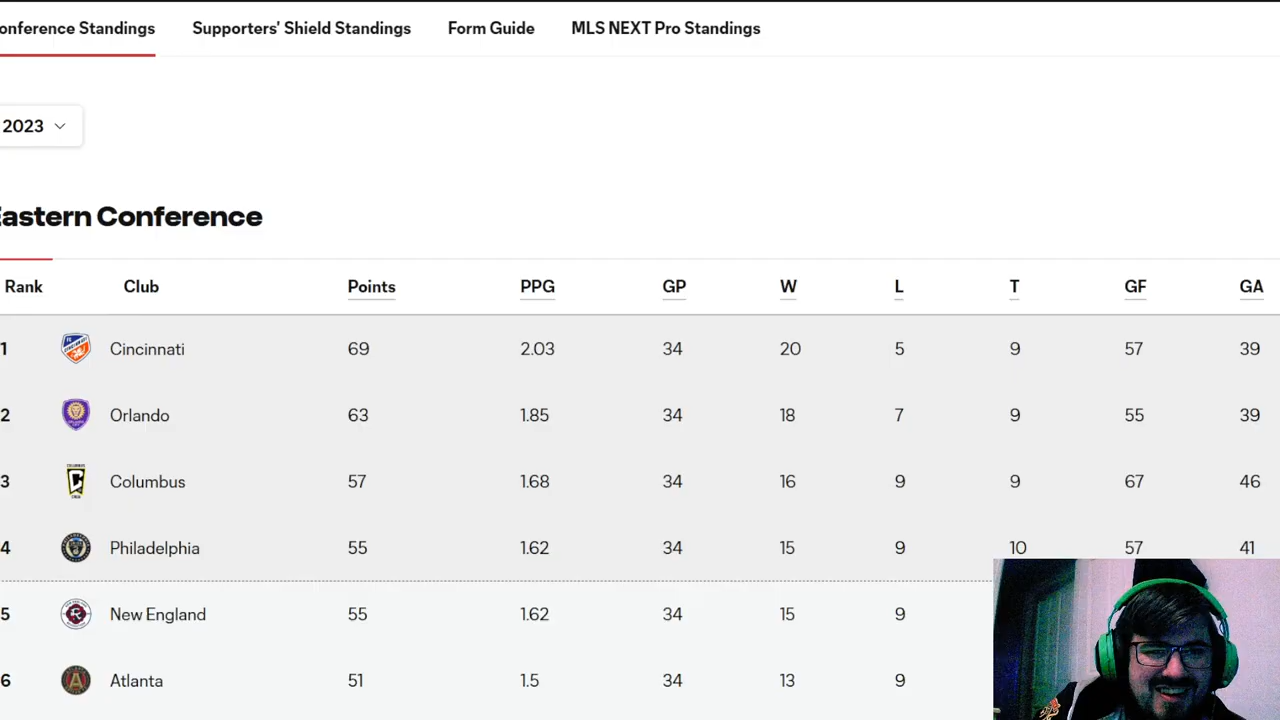 onference Standings Supporters' Shield Standings Form Guide MLS NEXT Pro Standings
2023
Eastern Conference
Rank Club Points PPG GP W L T GF GA
1 Cincinnati 69 2.03 34 20 5 9 57 39
2 Orlando 63 1.85 34 18 7 9 55 39
3 Columbus 57 1.68 34 16 9 9 67 46
4 Philadelphia 55 1.62 34 15 9 10 57 41
5 New England 55 1.62 34 15 9
6 Atlanta 51 1.5 34 13 9